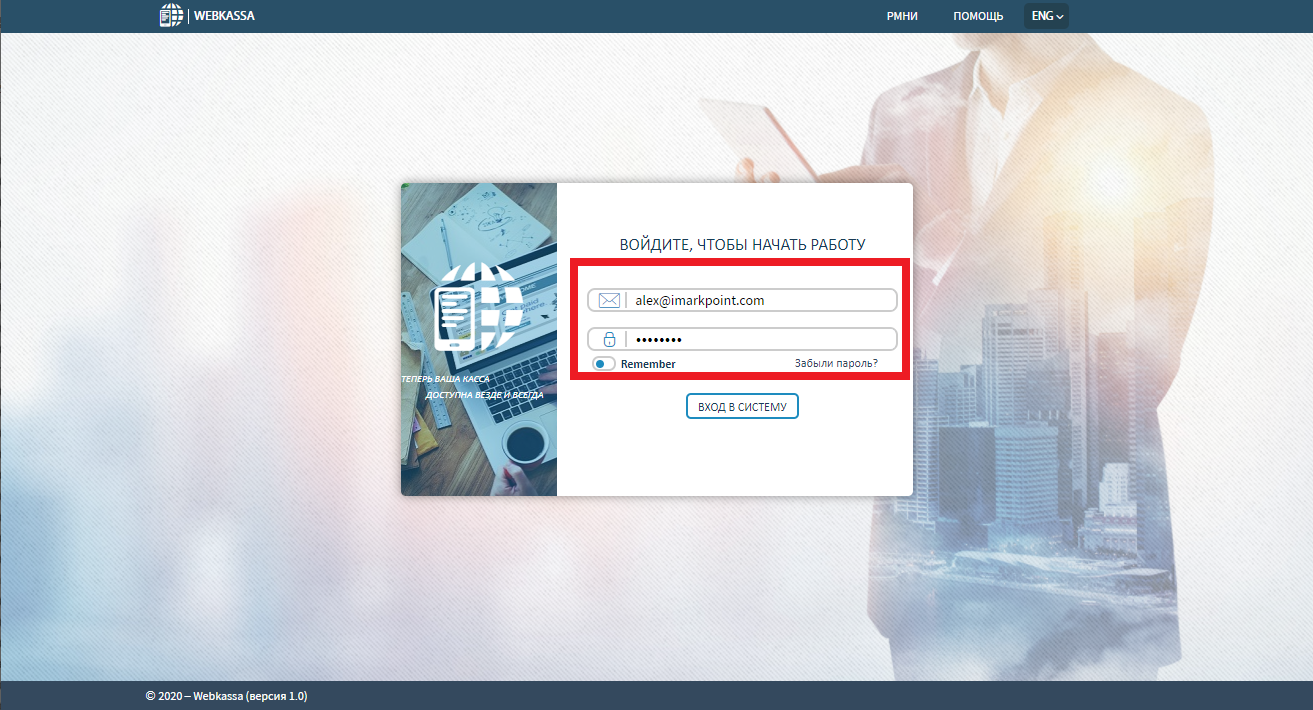 WEBKASSA
РМНИ
ПОМОЩЬ
ENG
ВОЙДИТЕ, ЧТОБЫ НАЧАТЬ РАБОТУ
alex@imarkpoint.com
••••••••
Remember
Забыли пароль?
ВХОД В СИСТЕМУ
ТЕПЕРЬ ВАША КАССА
ДОСТУПНА ВЕЗДЕ И ВСЕГДА
© 2020 – Webkassa (версия 1.0)